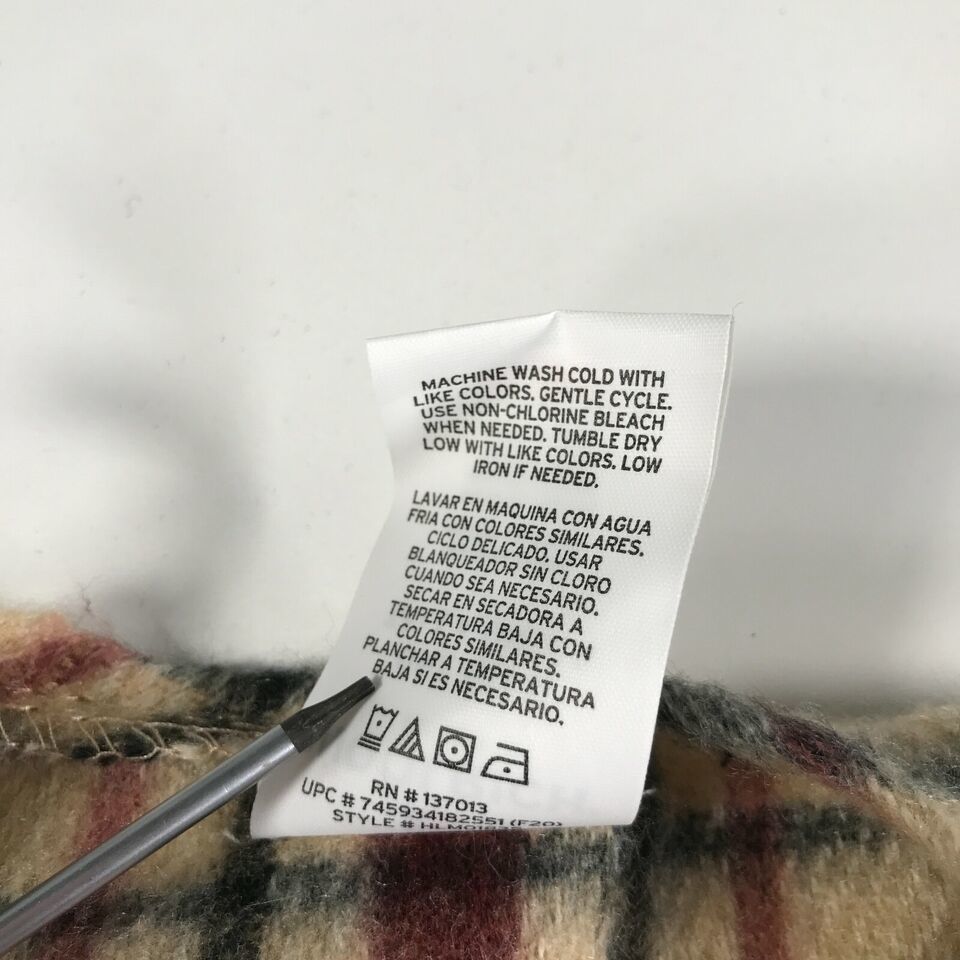 MACHINE WASH COLD WITH
LIKE COLORS. GENTLE CYCLE.
USE NON-CHLORINE BLEACH
WHEN NEEDED. TUMBLE DRY
LOW WITH LIKE COLORS. LOW
IRON IF NEEDED.
LAVAR EN MAQUINA CON AGUA
FRIA CON COLORES SIMILARES.
CICLO DELICADO. USAR
BLANQUEADOR SIN CLORO
CUANDO SEA NECESARIO.
SECAR EN SECADORA A
TEMPERATURA BAJA CON
COLORES SIMILARES.
PLANCHAR A TEMPERATURA
BAJA SI ES NECESARIO.
RN # 137013
UPC # 745934182551 (F20)
STYLE #